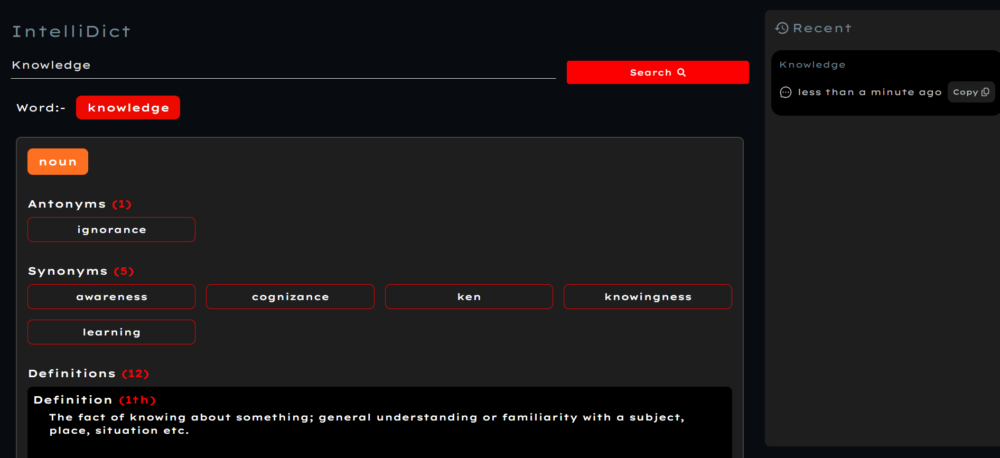 IntelliDict
Knowledge
Search
Word:- knowledge
noun
Antonyms (1)
ignorance
Synonyms (5)
awareness cognizance ken knowingness
learning
Definitions (12)
Definition (1th)
The fact of knowing about something; general understanding or familiarity with a subject,
place, situation etc.
Recent
Knowledge
less than a minute ago Copy